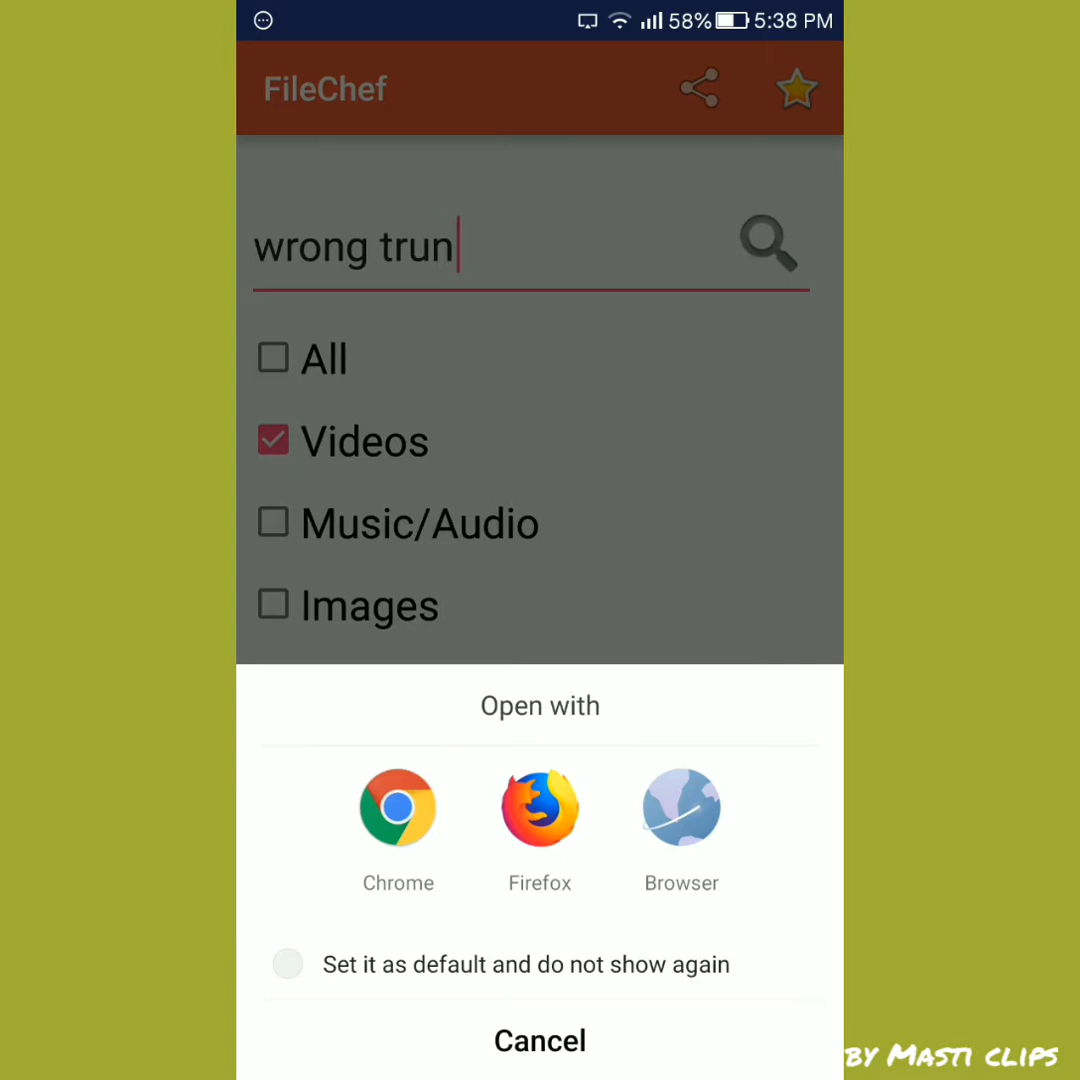 58% 5:38 PM
FileChef
wrong trun
All
Videos
Music/Audio
Images
Open with
Chrome Firefox Browser
Set it as default and do not show again
Cancel
by Masti clips